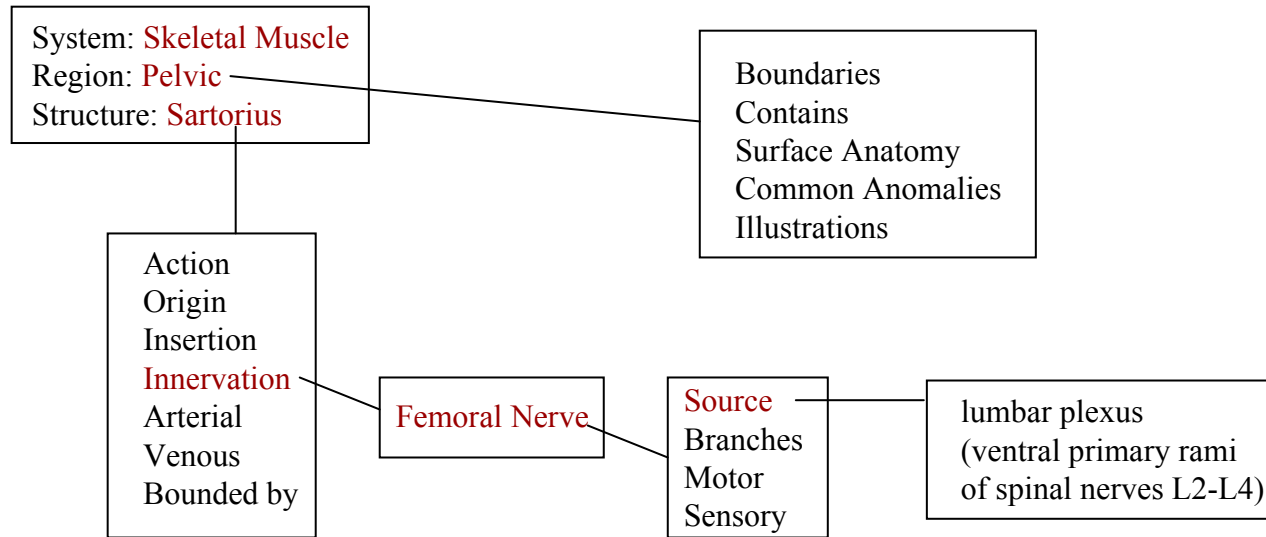 System: Skeletal Muscle
Region: Pelvic
Structure: Sartorius
Boundaries
Contains
Surface Anatomy
Common Anomalies
Illustrations
Action
Origin
Insertion
Innervation
Arterial
Venous
Bounded by
Femoral Nerve
Source
Branches
Motor
Sensory
lumbar plexus
(ventral primary rami
of spinal nerves L2-L4)